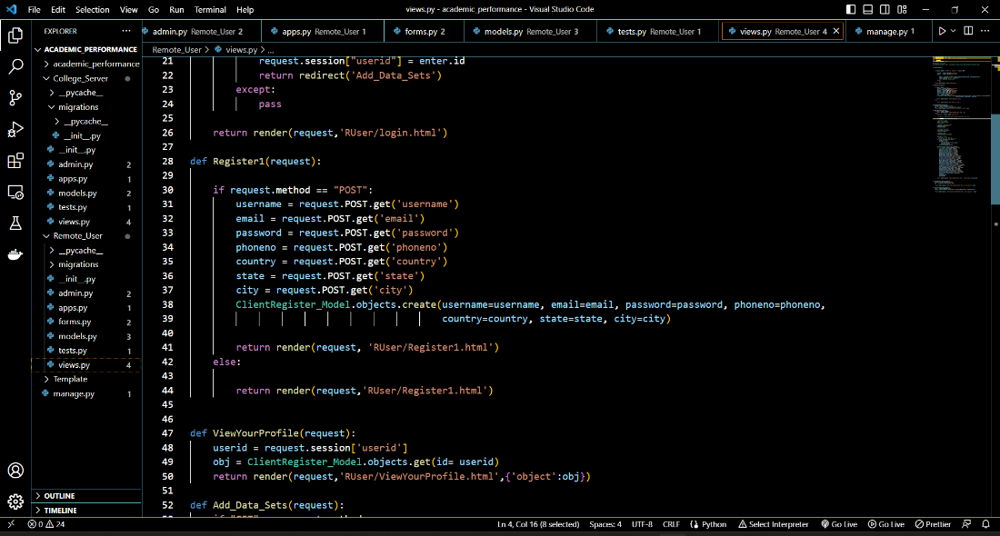 File Edit Selection View Go Run Terminal Help
views.py - academic_performance - Visual Studio Code
EXPLORER
ACADEMIC_PERFORMANCE
academic_performance
College_Server
__pycache__
migrations
__pycache__
__init__.py
__init__.py
admin.py 2
apps.py 1
models.py 2
tests.py 1
views.py 4
Remote_User
__pycache__
migrations
__init__.py
admin.py 2
apps.py 1
forms.py 2
models.py 3
tests.py 1
views.py 4
Template
manage.py 1
OUTLINE
TIMELINE
admin.py Remote_User 2
apps.py Remote_User 1
forms.py 2
models.py Remote_User 3
tests.py Remote_User 1
views.py Remote_User 4
manage.py 1
Remote_User > views.py > ...
21 request.session["userid"] = enter.id
22 return redirect('Add_Data_Sets')
23 except:
24 pass
25
26 return render(request,'RUser/login.html')
27
28 def Register1(request):
29
30 if request.method == "POST":
31 username = request.POST.get('username')
32 email = request.POST.get('email')
33 password = request.POST.get('password')
34 phoneno = request.POST.get('phoneno')
35 country = request.POST.get('country')
36 state = request.POST.get('state')
37 city = request.POST.get('city')
38 ClientRegister_Model.objects.create(username=username, email=email, password=password, phoneno=phoneno,
39 country=country, state=state, city=city)
40
41 return render(request, 'RUser/Register1.html')
42 else:
43
44 return render(request,'RUser/Register1.html')
45
46
47 def ViewYourProfile(request):
48 userid = request.session['userid']
49 obj = ClientRegister_Model.objects.get(id= userid)
50 return render(request,'RUser/ViewYourProfile.html',{'object':obj})
51
52 def Add_Data_Sets(request):
0 24
Ln 4, Col 16 (8 selected) Spaces: 4 UTF-8 CRLF Python Select Interpreter Go Live Go Live Prettier